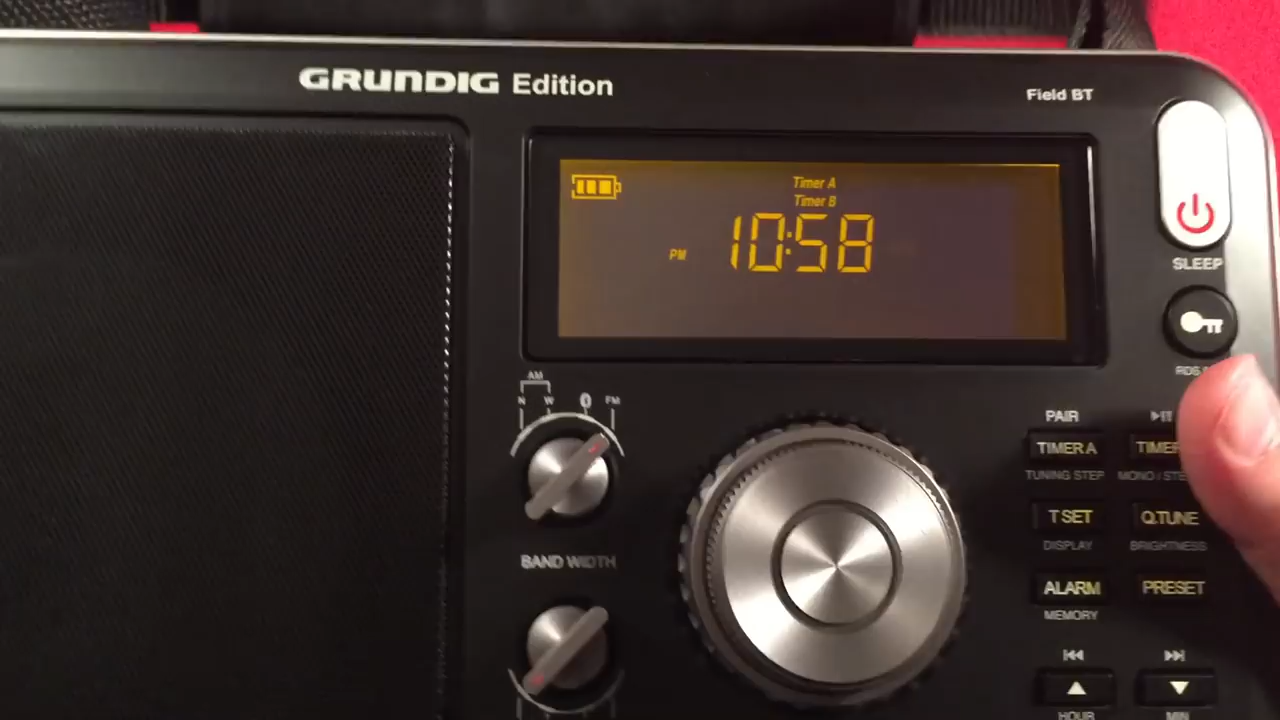 GRUNDIG Edition
Field BT
Timer A
Timer B
PM 10:58
SLEEP
AM
N W FM
PAIR
TIMER A
TUNING STEP
T SET Q.TUNE
DISPLAY BRIGHTNESS
BAND WIDTH
ALARM PRESET
MEMORY
HOUR MIN